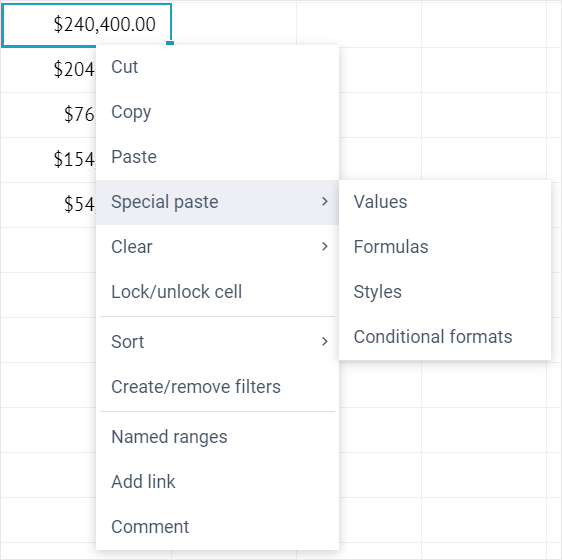 $240,400.00
$204
$76
$154
$54
Cut
Copy
Paste
Special paste
Clear
Lock/unlock cell
Sort
Create/remove filters
Named ranges
Add link
Comment
Values
Formulas
Styles
Conditional formats